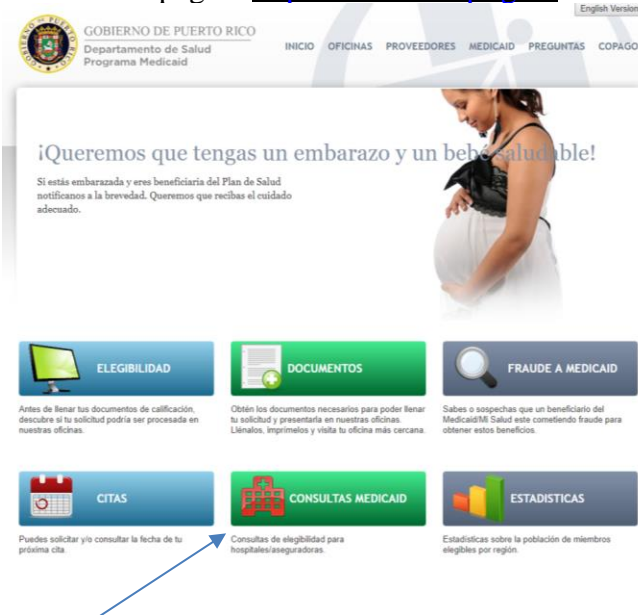 English Version
GOBIERNO DE PUERTO RICO
Departamento de Salud
Programa Medicaid
INICIO OFICINAS PROVEEDORES MEDICAID PREGUNTAS COPAGO
¡Queremos que tengas un embarazo y un bebé saludable!
Si estás embarazada y eres beneficiaria del Plan de Salud
notifícanos a la brevedad. Queremos que recibas el cuidado
adecuado.
ELEGIBILIDAD
Antes de llenar tus documentos de calificación,
descubre si tu solicitud podría ser procesada en
nuestras oficinas.
DOCUMENTOS
Obtén los documentos necesarios para poder llenar
tu solicitud y presentarla en nuestras oficinas.
Llénalos, Imprímelos y visita tu oficina más cercana.
FRAUDE A MEDICAID
Sabes o sospechas que un beneficiario del
Medicaid/Mi Salud este cometiendo fraude para
obtener estos beneficios.
CITAS
Puedes solicitar y/o consultar la fecha de tu
próxima cita.
CONSULTAS MEDICAID
Consultas de elegibilidad para
hospitales/aseguradoras.
ESTADISTICAS
Estadísticas sobre la población de miembros
elegibles por región.